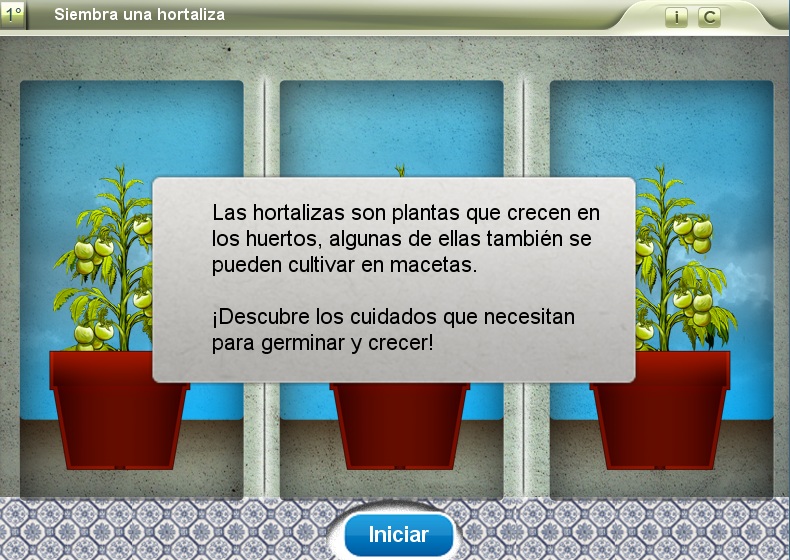 1° Siembra una hortaliza
i C
Las hortalizas son plantas que crecen en
los huertos, algunas de ellas también se
pueden cultivar en macetas.
¡Descubre los cuidados que necesitan
para germinar y crecer!
Iniciar